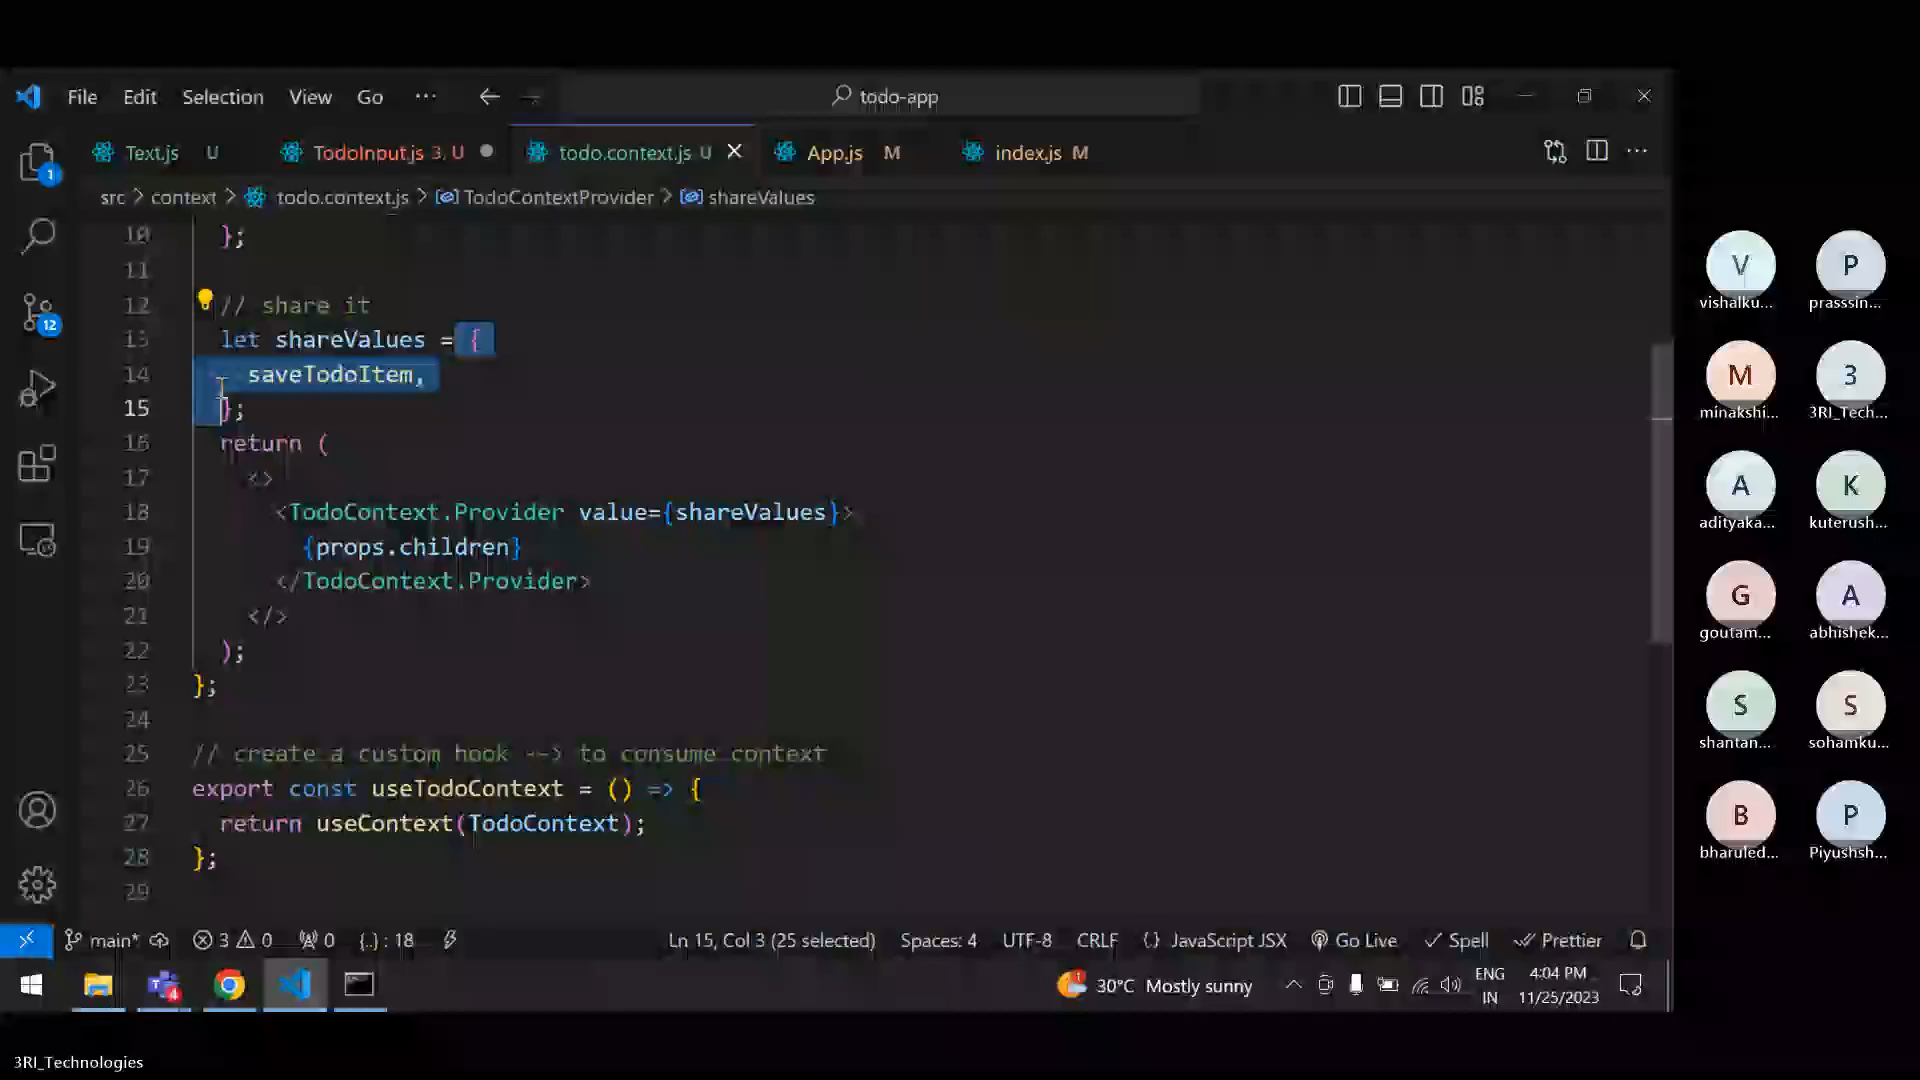 File Edit Selection View Go ··· todo-app
Text.js U TodoInput.js 3, U todo.context.js U App.js M index.js M
src > context > todo.context.js > TodoContextProvider > shareValues
10 };
11
12 // share it
13 let shareValues = {
14 saveTodoItem,
15 };
16 return (
17 <>
18 <TodoContext.Provider value={shareValues}>
19 {props.children}
20 </TodoContext.Provider>
21 </>
22 );
23 };
24
25 // create a custom hook --> to consume context
26 export const useTodoContext = () => {
27 return useContext(TodoContext);
28 };
29
1
12
V P
vishalku... prasssin...
M 3
minakshi... 3RI_Tech...
A K
adityaka... kuterush...
G A
goutam... abhishek...
S S
shantan... sohamku...
B P
bharuled... Piyushsh...
main* 3 0 0 {..} : 18 Ln 15, Col 3 (25 selected) Spaces: 4 UTF-8 CRLF {} JavaScript JSX Go Live Spell Prettier
4 1 30°C Mostly sunny ENG IN 4:04 PM 11/25/2023
3RI_Technologies